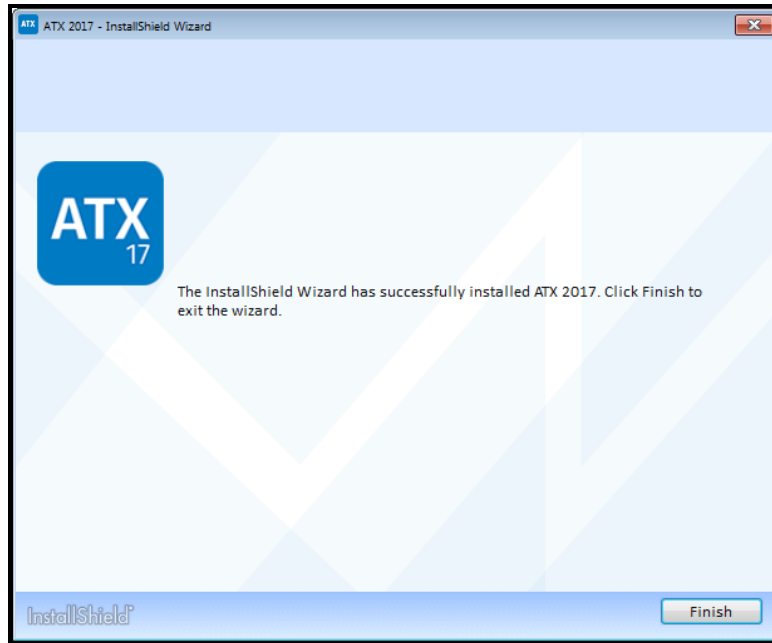 ATX ATX 2017 - InstallShield Wizard
ATX
17
The InstallShield Wizard has successfully installed ATX 2017. Click Finish to
exit the wizard.
InstallShield
Finish